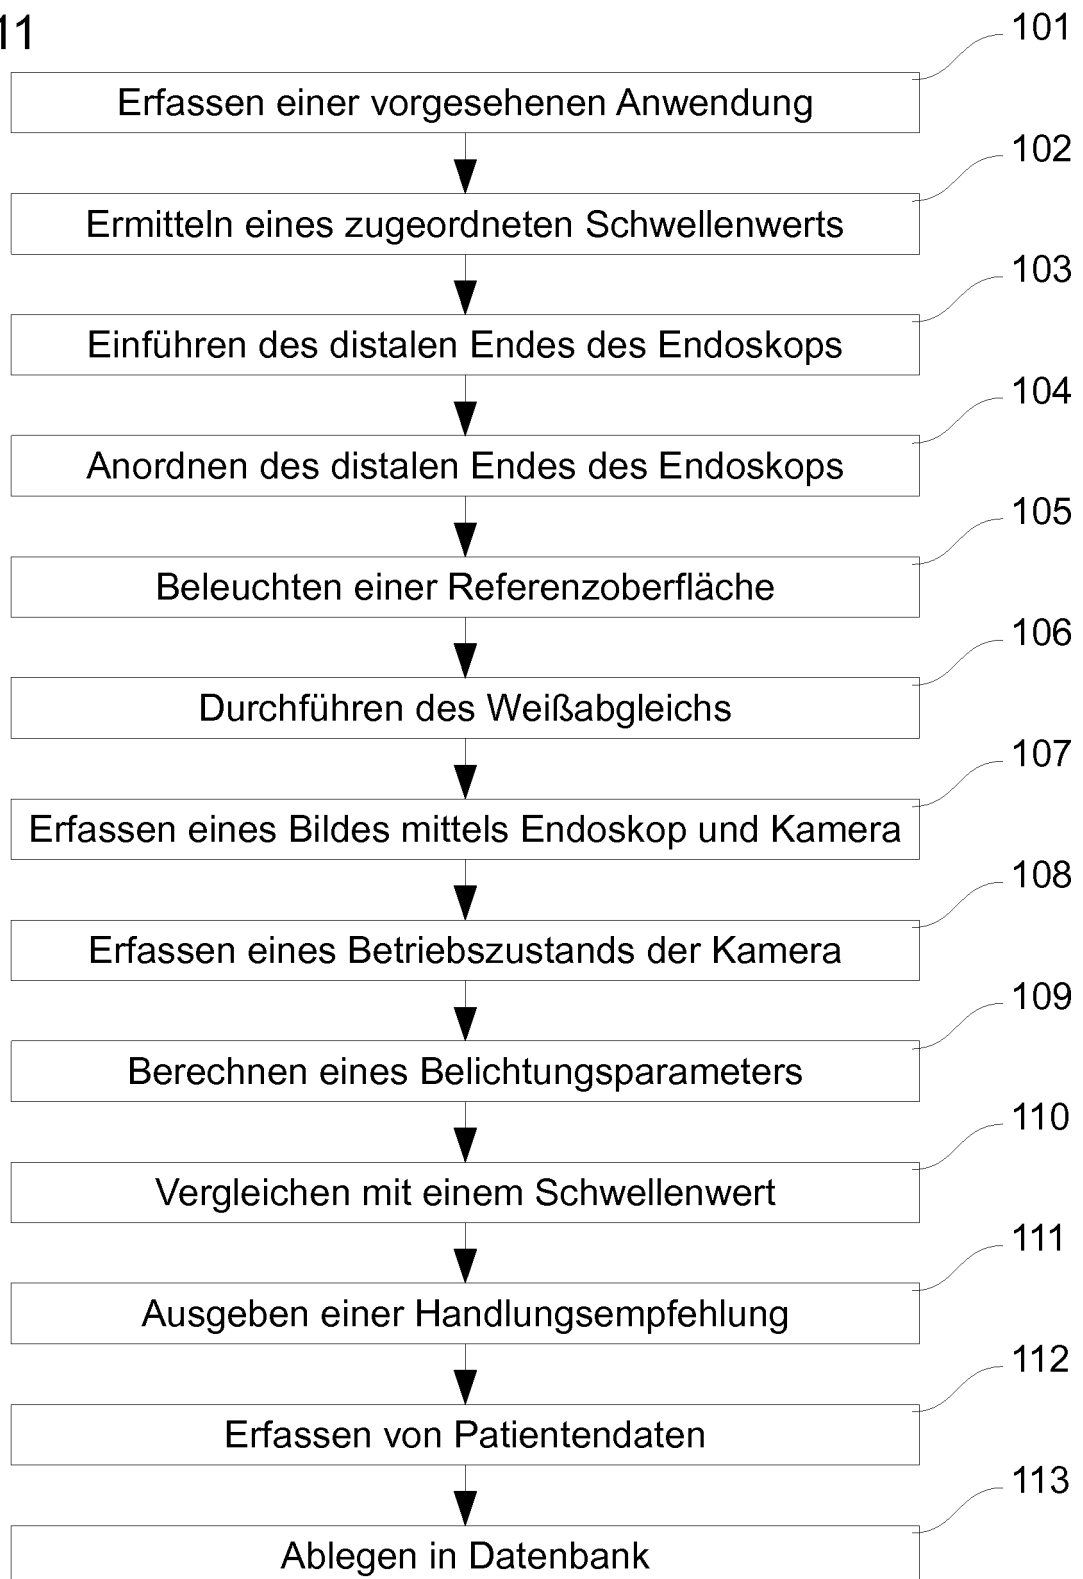 11
101
Erfassen einer vorgesehenen Anwendung
102
Ermitteln eines zugeordneten Schwellenwerts
103
Einführen des distalen Endes des Endoskops
104
Anordnen des distalen Endes des Endoskops
105
Beleuchten einer Referenzoberfläche
106
Durchführen des Weißabgleichs
107
Erfassen eines Bildes mittels Endoskop und Kamera
108
Erfassen eines Betriebszustands der Kamera
109
Berechnen eines Belichtungsparameters
110
Vergleichen mit einem Schwellenwert
111
Ausgeben einer Handlungsempfehlung
112
Erfassen von Patientendaten
113
Ablegen in Datenbank